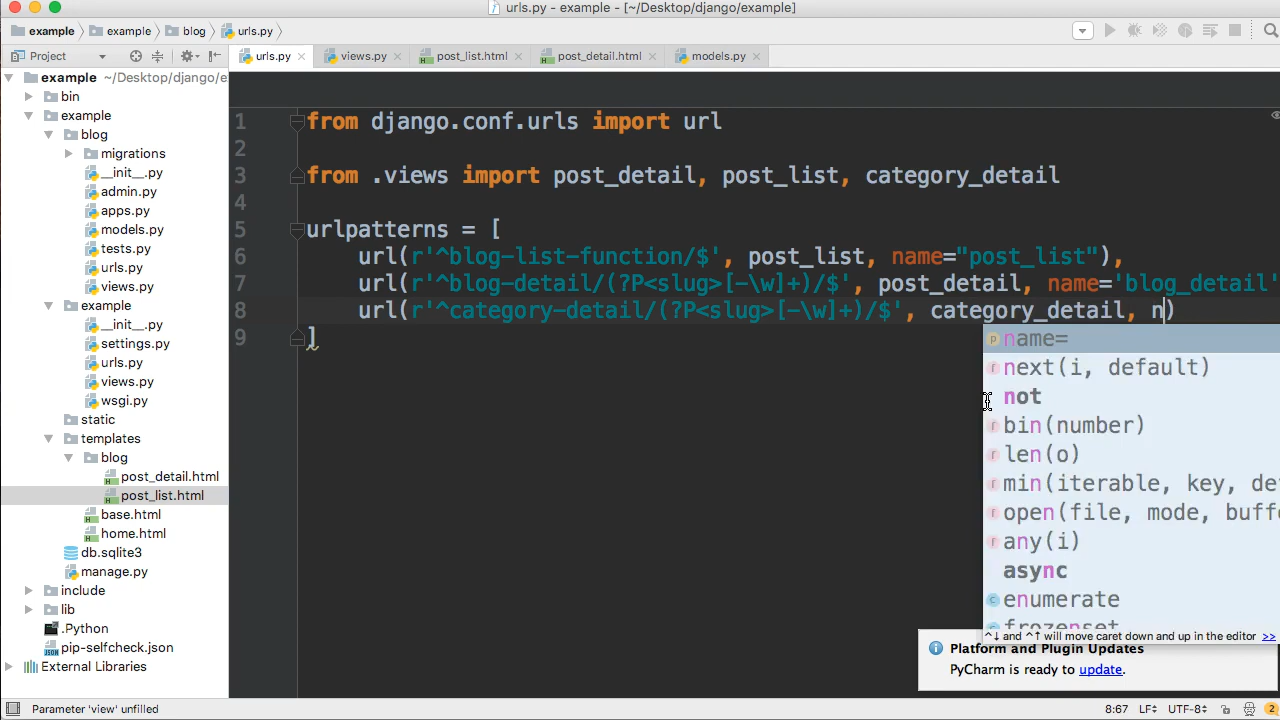 urls.py - example - [~/Desktop/django/example]
example example blog urls.py
Project urls.py views.py post_list.html post_detail.html models.py
example ~/Desktop/django/e
bin
example
blog
migrations
__init__.py
admin.py
apps.py
models.py
tests.py
urls.py
views.py
example
__init__.py
settings.py
urls.py
views.py
wsgi.py
static
templates
blog
post_detail.html
post_list.html
base.html
home.html
db.sqlite3
manage.py
include
lib
.Python
pip-selfcheck.json
External Libraries
1 from django.conf.urls import url
2
3 from .views import post_detail, post_list, category_detail
4
5 urlpatterns = [
6 url(r'^blog-list-function/$', post_list, name="post_list"),
7 url(r'^blog-detail/(?P<slug>[-\w]+)/$', post_detail, name='blog_detail'
8 url(r'^category-detail/(?P<slug>[-\w]+)/$', category_detail, n)
9 ]
p name=
f next(i, default)
not
f bin(number)
f len(o)
f min(iterable, key, de
f open(file, mode, buff
f any(i)
async
c enumerate
frozenset
^↓ and ^↑ will move caret down and up in the editor >>
Platform and Plugin Updates
PyCharm is ready to update.
Parameter 'view' unfilled 8:67 LF÷ UTF-8÷ 2